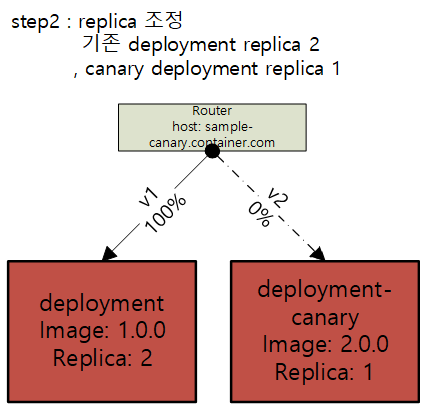 step2 : replica 조정
기존 deployment replica 2
, canary deployment replica 1
Router
host: sample-
canary.container.com
v1
100%
v2
0%
deployment
Image: 1.0.0
Replica: 2
deployment-
canary
Image: 2.0.0
Replica: 1